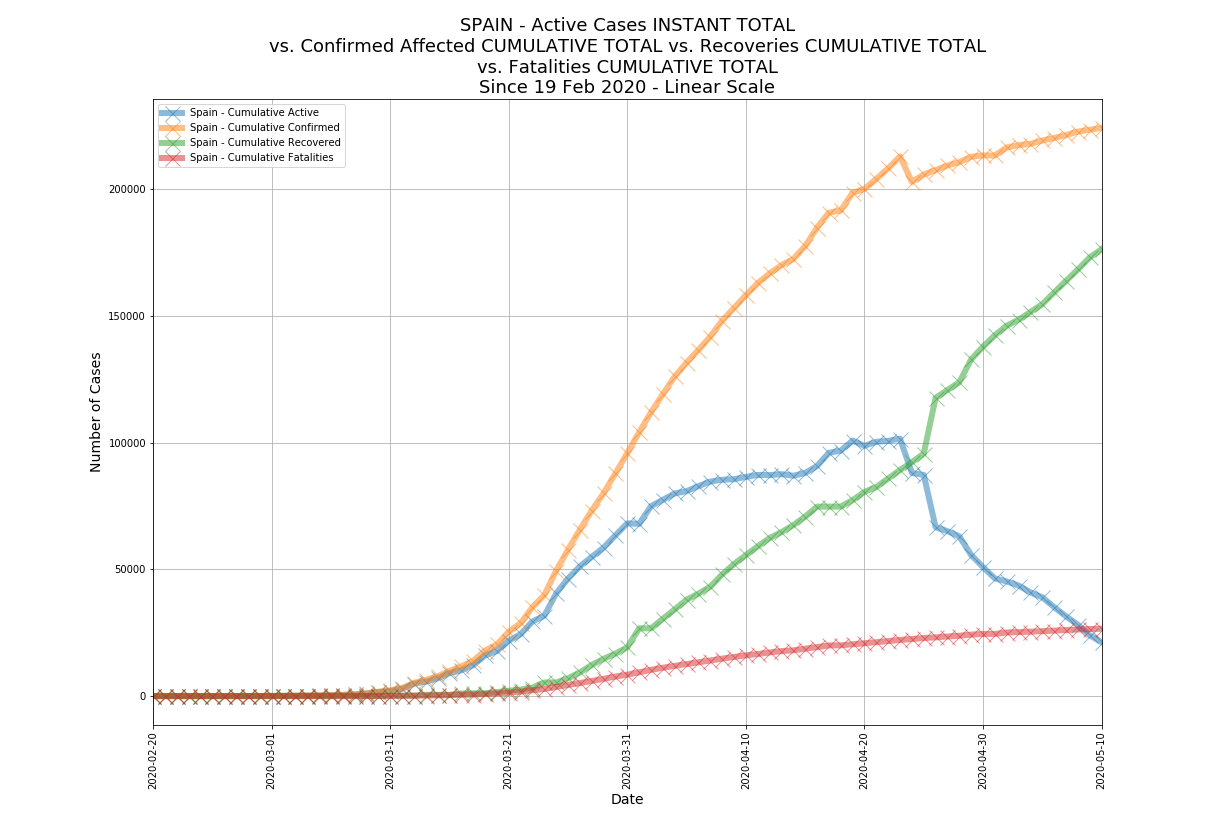 SPAIN - Active Cases INSTANT TOTAL
vs. Confirmed Affected CUMULATIVE TOTAL vs. Recoveries CUMULATIVE TOTAL
vs. Fatalities CUMULATIVE TOTAL
Since 19 Feb 2020 - Linear Scale
Spain - Cumulative Active
Spain - Cumulative Confirmed
Spain - Cumulative Recovered
Spain - Cumulative Fatalities
Number of Cases
200000
150000
100000
50000
0
2020-02-20
2020-03-01
2020-03-11
2020-03-21
2020-03-31
2020-04-10
2020-04-20
2020-04-30
2020-05-10
Date